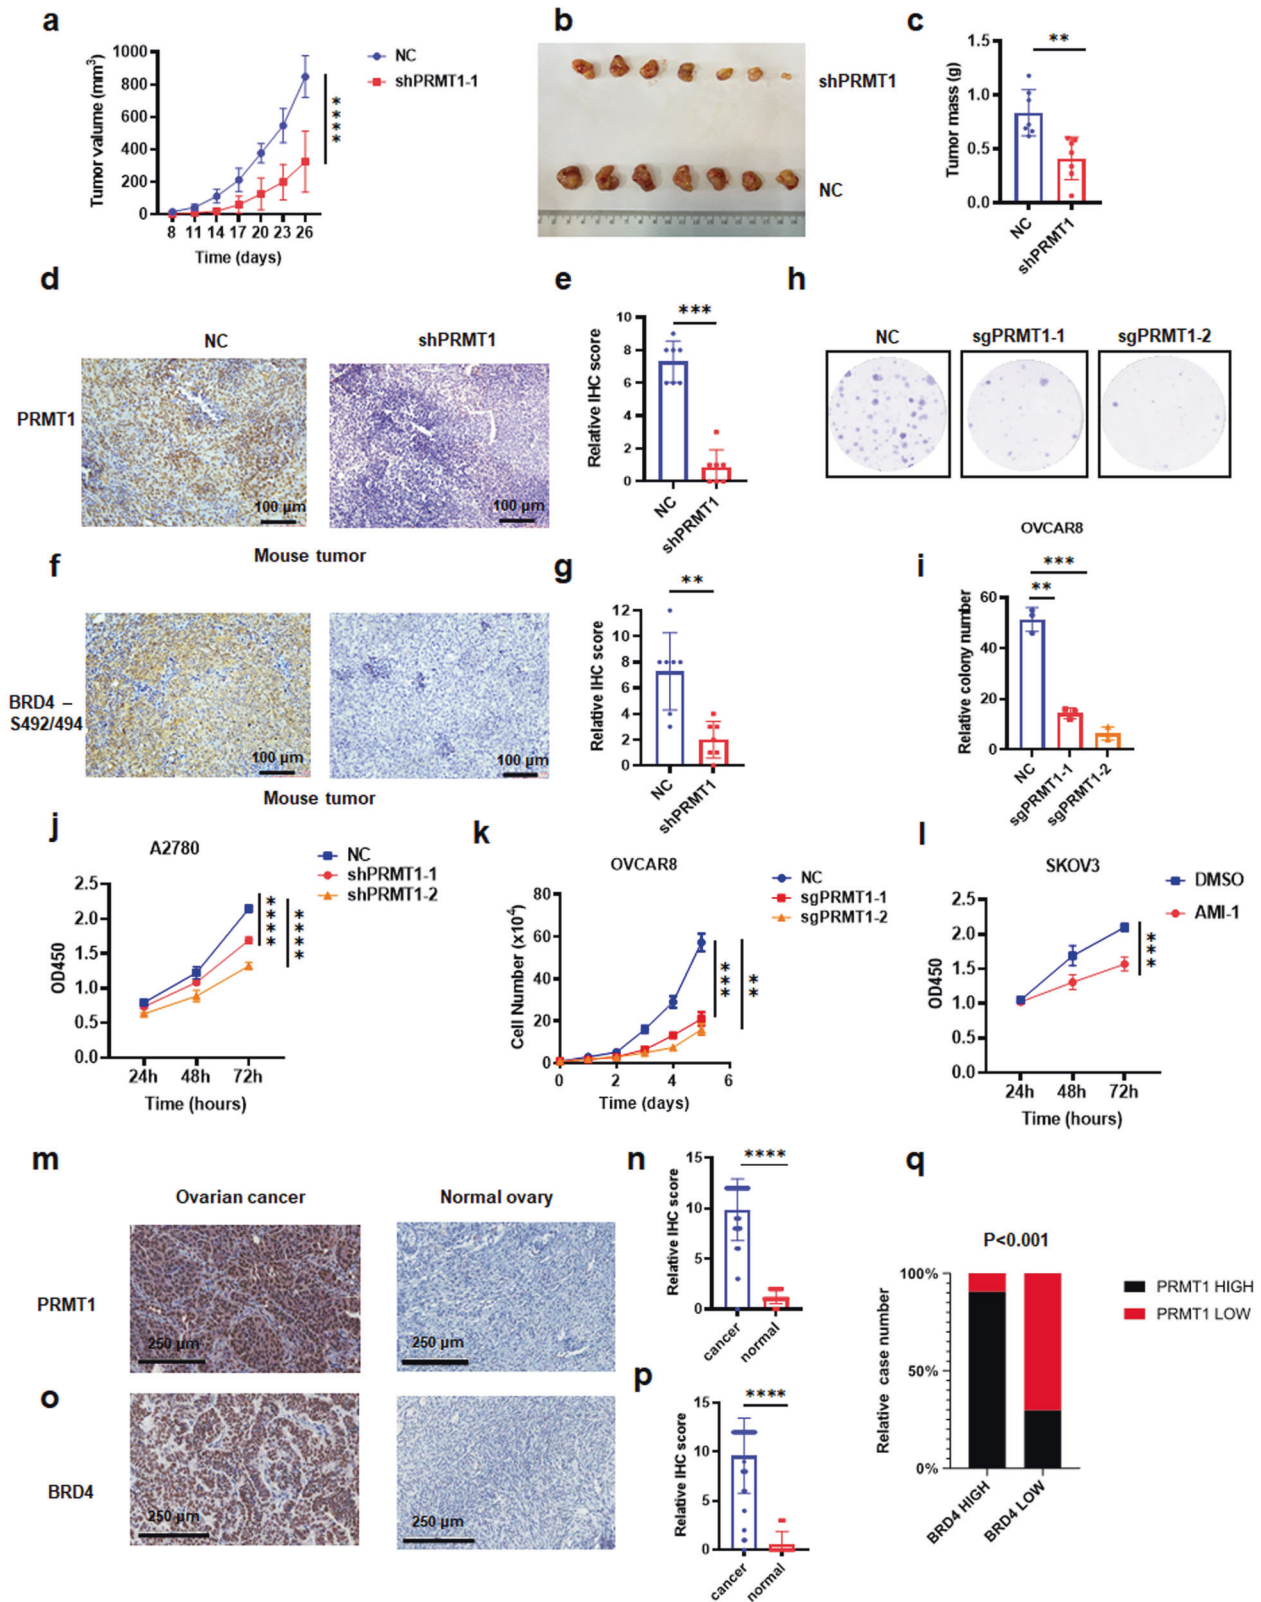 a
Tumor valume (mm3)
1000
800
600
400
200
0
8 11 14 17 20 23 26
Time (days)
NC
shPRMT1-1
****
b
shPRMT1
NC
c
Tumor mass (g)
1.5
1.0
0.5
0.0
**
NC
shPRMT1
d
NC
shPRMT1
PRMT1
100 µm
100 µm
Mouse tumor
e
Relative IHC score
10
8
6
4
2
0
***
NC
shPRMT1
h
NC
sgPRMT1-1
sgPRMT1-2
f
BRD4 –
S492/494
100 µm
100 µm
Mouse tumor
g
Relative IHC score
12
10
8
6
4
2
0
**
NC
shPRMT1
i
OVCAR8
Relative colony number
60
40
20
0
***
**
NC
sgPRMT1-1
sgPRMT1-2
j
A2780
OD450
2.5
2.0
1.5
1.0
0.5
0.0
24h 48h 72h
Time (hours)
NC
shPRMT1-1
shPRMT1-2
****
****
k
OVCAR8
Cell Number (x10⁴)
80
60
40
20
0
0 2 4 6
Time (days)
NC
sgPRMT1-1
sgPRMT1-2
***
**
l
SKOV3
OD450
2.5
2.0
1.5
1.0
0.5
0.0
24h 48h 72h
Time (hours)
DMSO
AMI-1
***
m
Ovarian cancer
Normal ovary
PRMT1
250 µm
250 µm
n
Relative IHC score
15
10
5
0
****
cancer
normal
o
BRD4
250 µm
250 µm
p
Relative IHC score
15
10
5
0
****
cancer
normal
q
P<0.001
Relative case number
100%
50%
0%
BRD4 HIGH
BRD4 LOW
PRMT1 HIGH
PRMT1 LOW